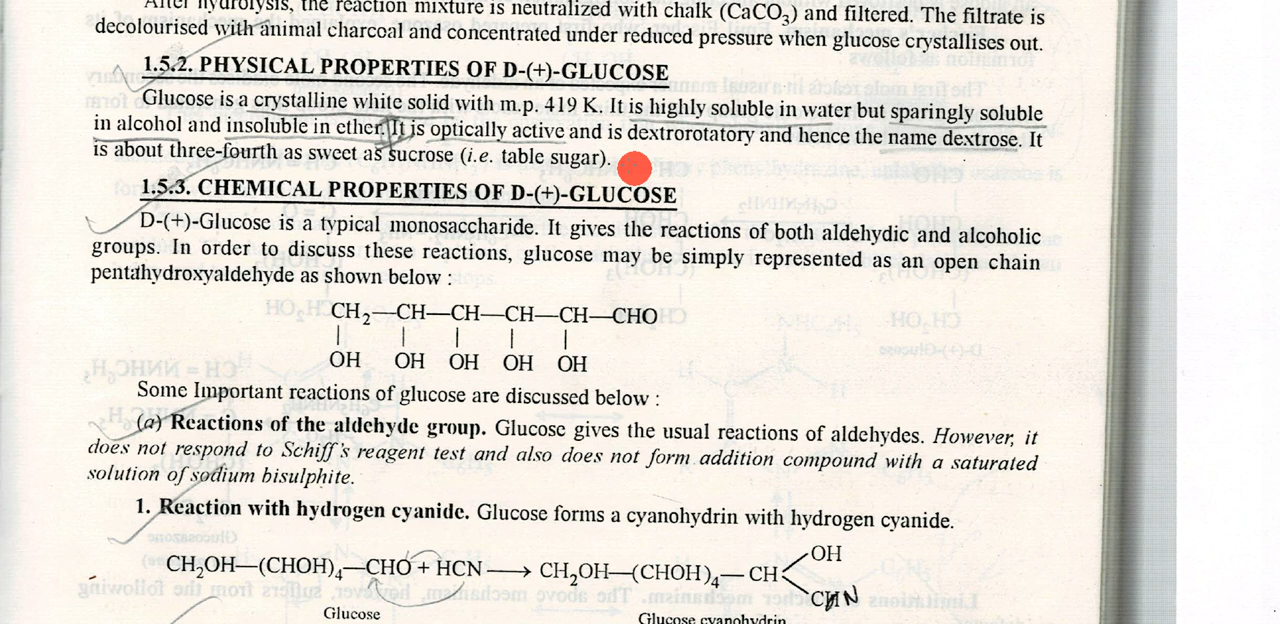 After hydrolysis, the reaction mixture is neutralized with chalk (CaCO₃) and filtered. The filtrate is
decolourised with animal charcoal and concentrated under reduced pressure when glucose crystallises out.
1.5.2. PHYSICAL PROPERTIES OF D-(+)-GLUCOSE
Glucose is a crystalline white solid with m.p. 419 K. it is highly soluble in water but sparingly soluble
in alcohol and insoluble in ether. It is optically active and is dextrorotatory and hence the name dextrose. It
is about three-fourth as sweet as sucrose (i.e. table sugar).
1.5.3. CHEMICAL PROPERTIES OF D-(+)-GLUCOSE
D-(+)-Glucose is a typical monosaccharide. It gives the reactions of both aldehydic and alcoholic
groups. In order to discuss these reactions, glucose may be simply represented as an open chain
pentahydroxyaldehyde as shown below :
CH₂—CH—CH—CH—CH—CHO
| | | | |
OH OH OH OH OH
Some Important reactions of glucose are discussed below :
(a) Reactions of the aldehyde group. Glucose gives the usual reactions of aldehydes. However, it
does not respond to Schiff's reagent test and also does not form addition compound with a saturated
solution of sodium bisulphite.
1. Reaction with hydrogen cyanide. Glucose forms a cyanohydrin with hydrogen cyanide.
OH
CH₂OH—(CHOH)₄—CHO + HCN ⟶ CH₂OH—(CHOH)₄—CH
Glucose
Glucose cyanohydrin